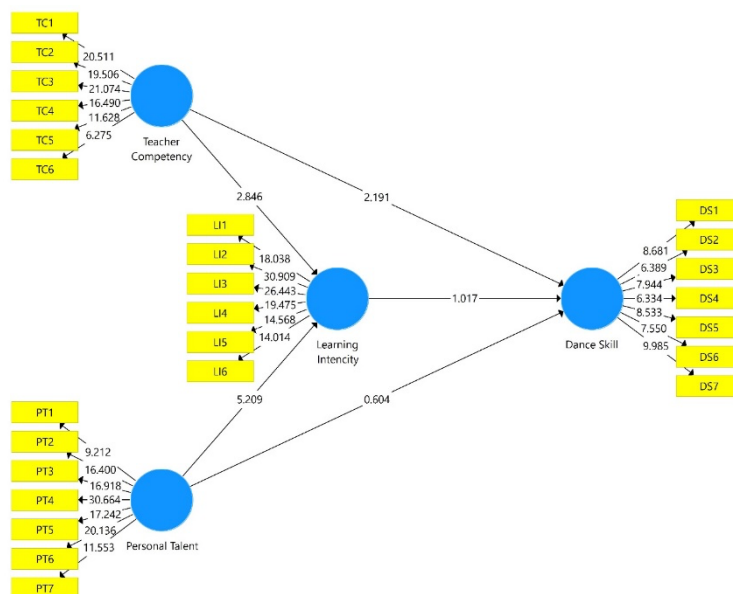 TC1
TC2
TC3
TC4
TC5
TC6
20.511
19.506
21.074
16.490
11.628
6.275
Teacher
Competency
2.846
2.191
LI1
LI2
LI3
LI4
LI5
LI6
18.038
30.909
26.443
19.475
14.568
14.014
Learning
Intencity
1.017
DS1
DS2
DS3
DS4
DS5
DS6
DS7
8.681
6.389
7.944
6.334
8.533
7.550
9.985
Dance Skill
5.209
0.604
PT1
PT2
PT3
PT4
PT5
PT6
PT7
9.212
16.400
16.918
30.664
17.242
20.136
11.553
Personal Talent